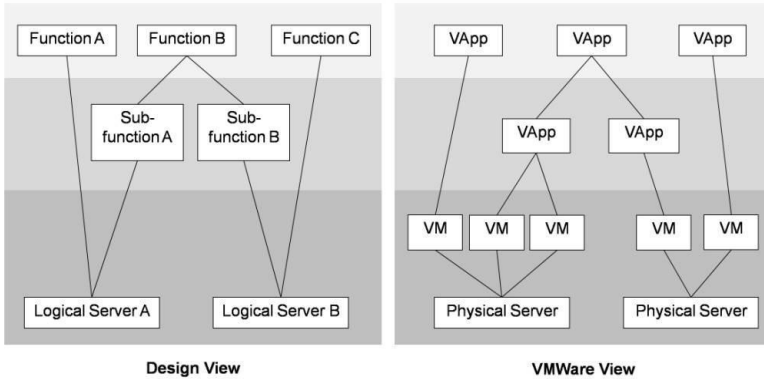 Function A
Function B
Function C
Sub-
function A
Sub-
function B
Logical Server A
Logical Server B
Design View
VApp
VApp
VApp
VApp
VApp
VM
VM
VM
VM
VM
Physical Server
Physical Server
VMWare View